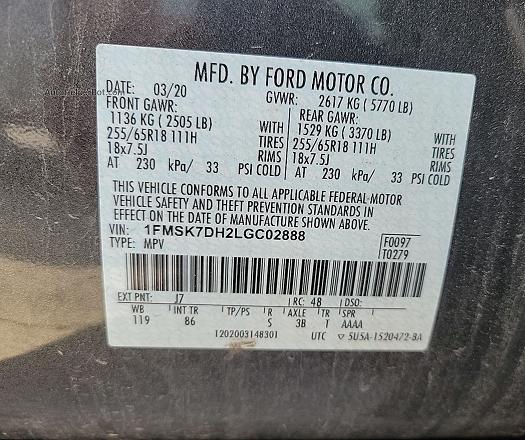 MFD. BY FORD MOTOR CO.
DATE: 03/20 GVWR: 2617 KG ( 5770 LB)
FRONT GAWR: REAR GAWR:
1136 KG ( 2505 LB) WITH 1529 KG ( 3370 LB) WITH
255/65R18 111H TIRES 255/65R18 111H TIRES
18x7.5J RIMS 18x7.5J RIMS
AT 230 kPa/ 33 PSI COLD AT 230 kPa/ 33 PSI COLD
THIS VEHICLE CONFORMS TO ALL APPLICABLE FEDERAL MOTOR
VEHICLE SAFETY AND THEFT PREVENTION STANDARDS IN
EFFECT ON THE DATE OF MANUFACTURE SHOWN ABOVE.
VIN: 1FMSK7DH2LGC02888
TYPE: MPV
F0097
T0279
EXT PNT: J7 RC: 48 DSO:
WB INT TR TP/PS R AXLE TR SPR
119 86 S 3B T AAAA
1202003148301 UTC ▽ 5U5A-1520472-BA